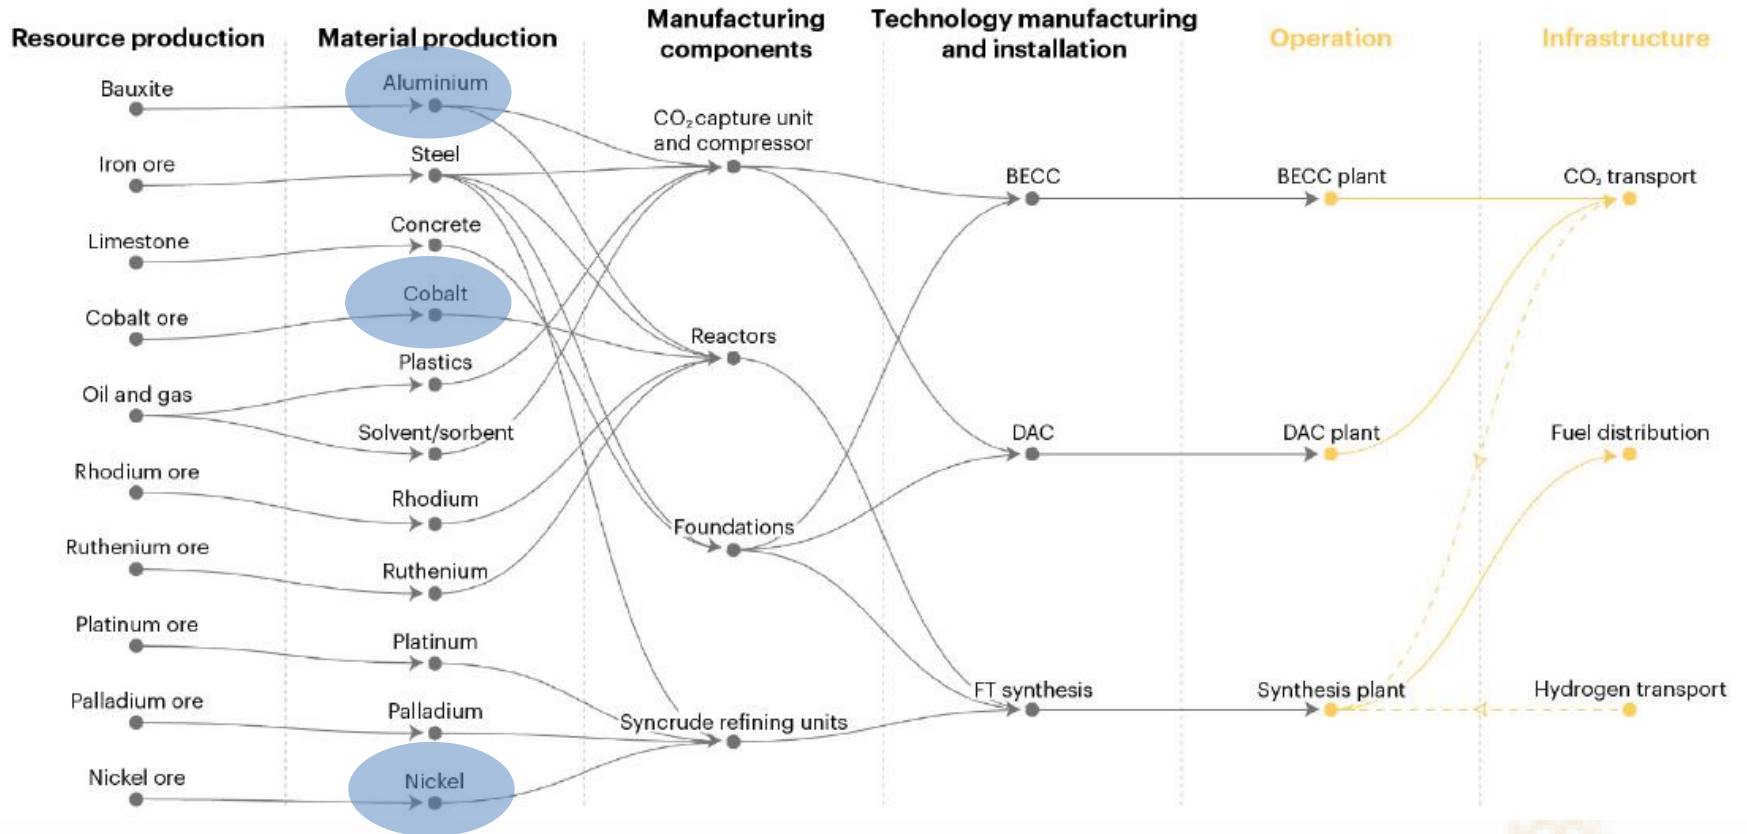 Resource production
Material production
Manufacturing
components
Technology manufacturing
and installation
Operation
Infrastructure
Bauxite
Iron ore
Limestone
Cobalt ore
Oil and gas
Rhodium ore
Ruthenium ore
Platinum ore
Palladium ore
Nickel ore
Aluminium
Steel
Concrete
Cobalt
Plastics
Solvent/sorbent
Rhodium
Ruthenium
Platinum
Palladium
Nickel
CO₂ capture unit
and compressor
Reactors
Foundations
Syncrude refining units
BECC
DAC
FT synthesis
BECC plant
DAC plant
Synthesis plant
CO₂ transport
Fuel distribution
Hydrogen transport